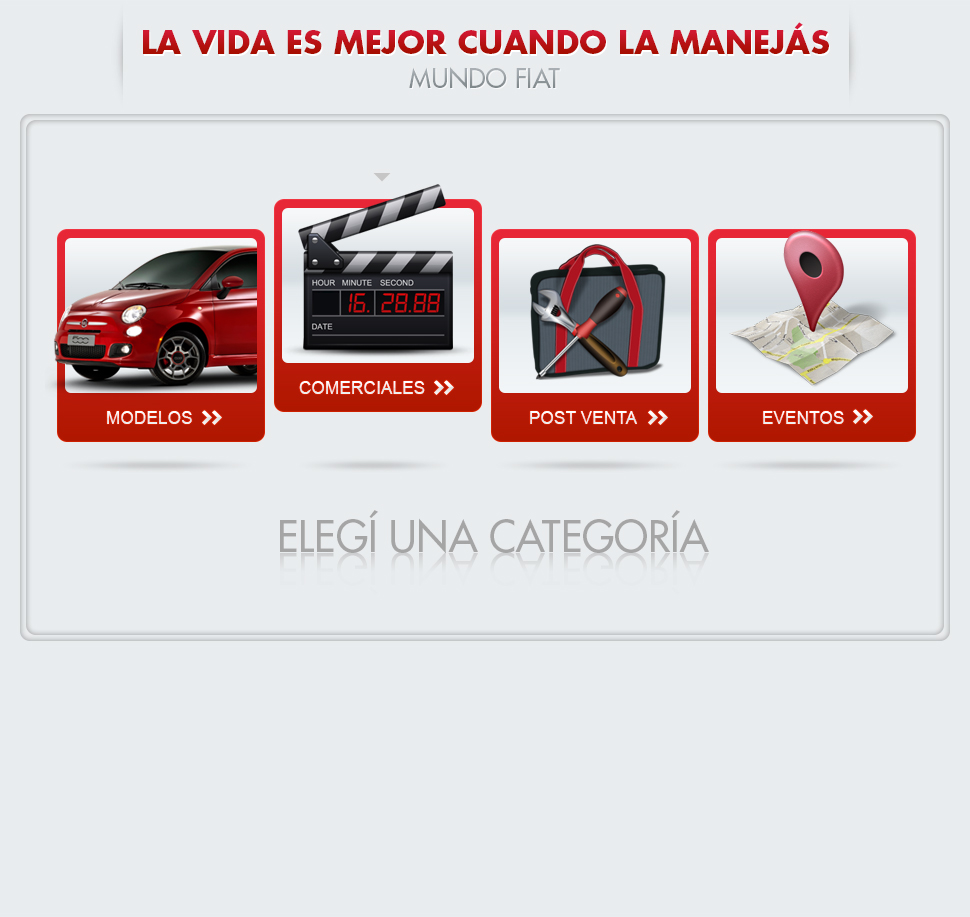 LA VIDA ES MEJOR CUANDO LA MANEJÁS
MUNDO FIAT
HOUR MINUTE SECOND
16. 28.88
DATE
MODELOS
COMERCIALES
POST VENTA
EVENTOS
ELEGÍ UNA CATEGORÍA